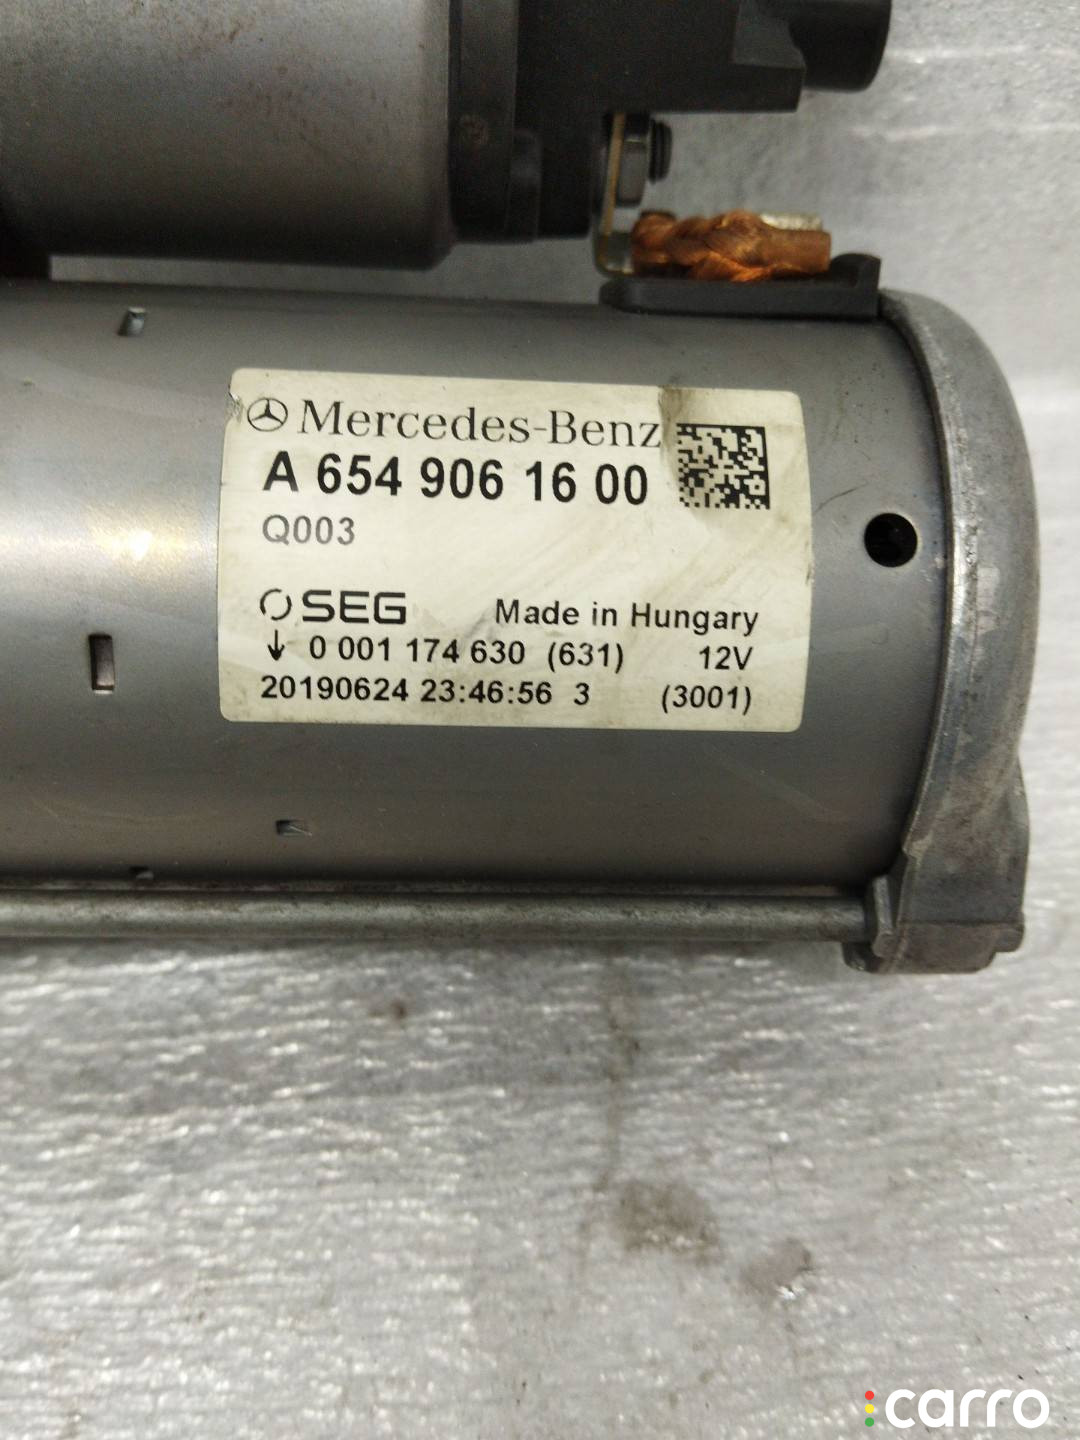 Mercedes-Benz
A 654 906 16 00
Q003
SEG Made in Hungary
↓ 0 001 174 630 (631) 12V
20190624 23:46:56 3 (3001)
carro